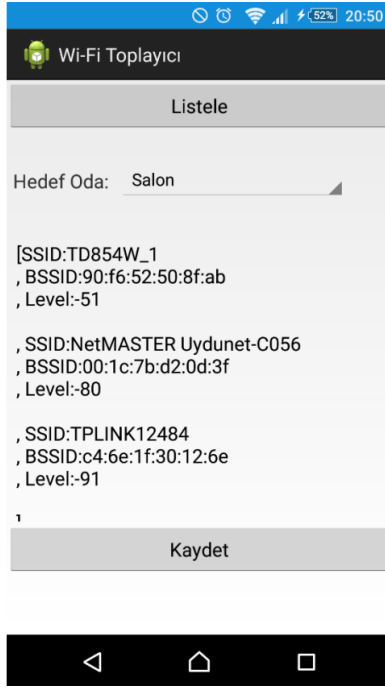 52% 20:50
Wi-Fi Toplayıcı
Listele
Hedef Oda: Salon
[SSID:TD854W_1
, BSSID:90:f6:52:50:8f:ab
, Level:-51
, SSID:NetMASTER Uydunet-C056
, BSSID:00:1c:7b:d2:0d:3f
, Level:-80
, SSID:TPLINK12484
, BSSID:c4:6e:1f:30:12:6e
, Level:-91
]
Kaydet